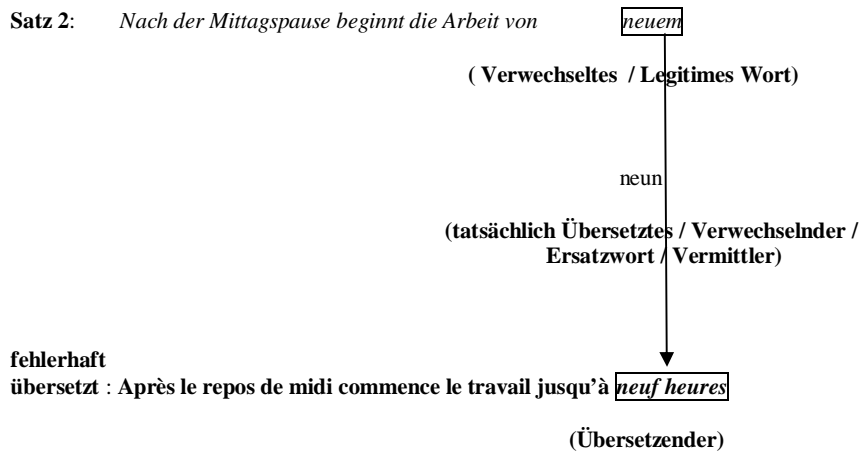 Satz 2: Nach der Mittagspause beginnt die Arbeit von neuem
( Verwechseltes / Legitimes Wort)
neun
(tatsächlich Übersetztes / Verwechselnder /
Ersatzwort / Vermittler)
fehlerhaft
übersetzt : Après le repos de midi commence le travail jusqu’à neuf heures
(Übersetzender)